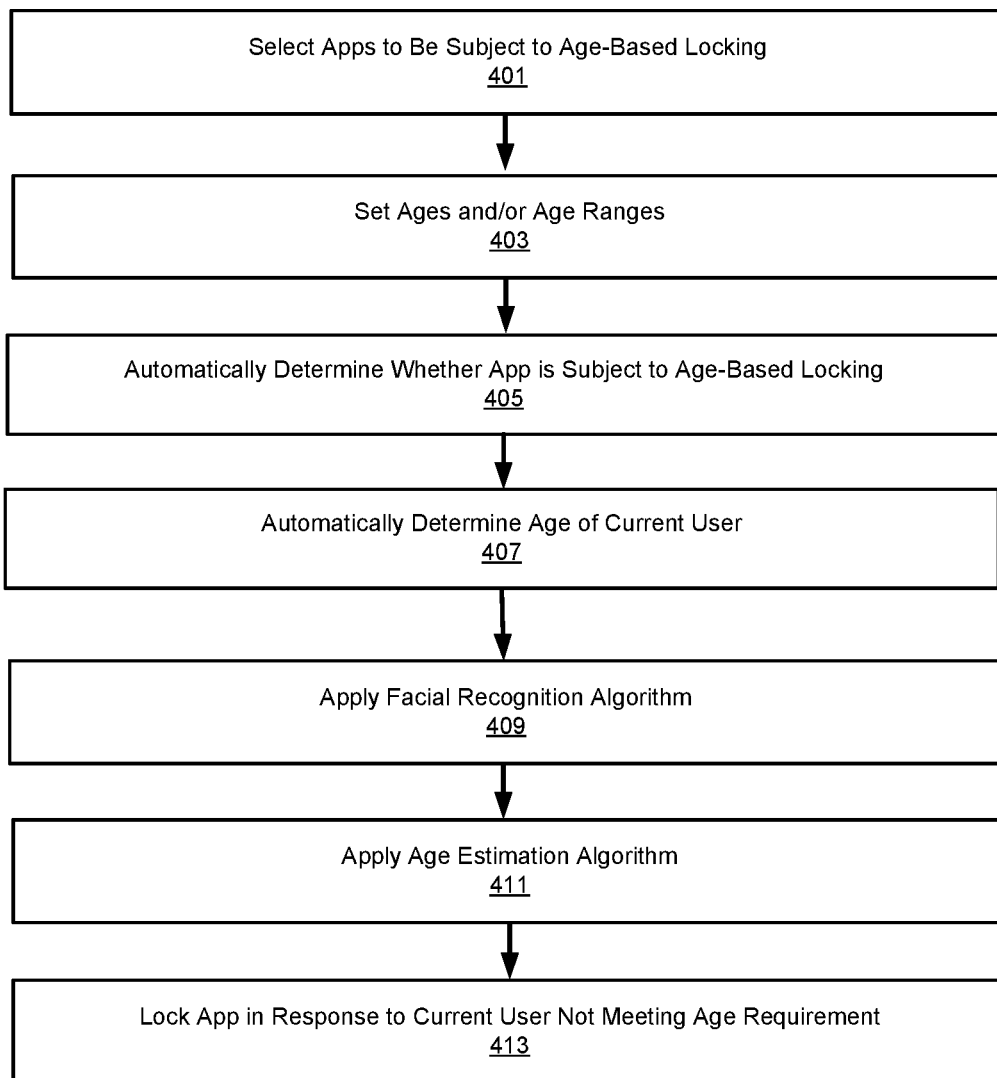 Select Apps to Be Subject to Age-Based Locking
401
Set Ages and/or Age Ranges
403
Automatically Determine Whether App is Subject to Age-Based Locking
405
Automatically Determine Age of Current User
407
Apply Facial Recognition Algorithm
409
Apply Age Estimation Algorithm
411
Lock App in Response to Current User Not Meeting Age Requirement
413